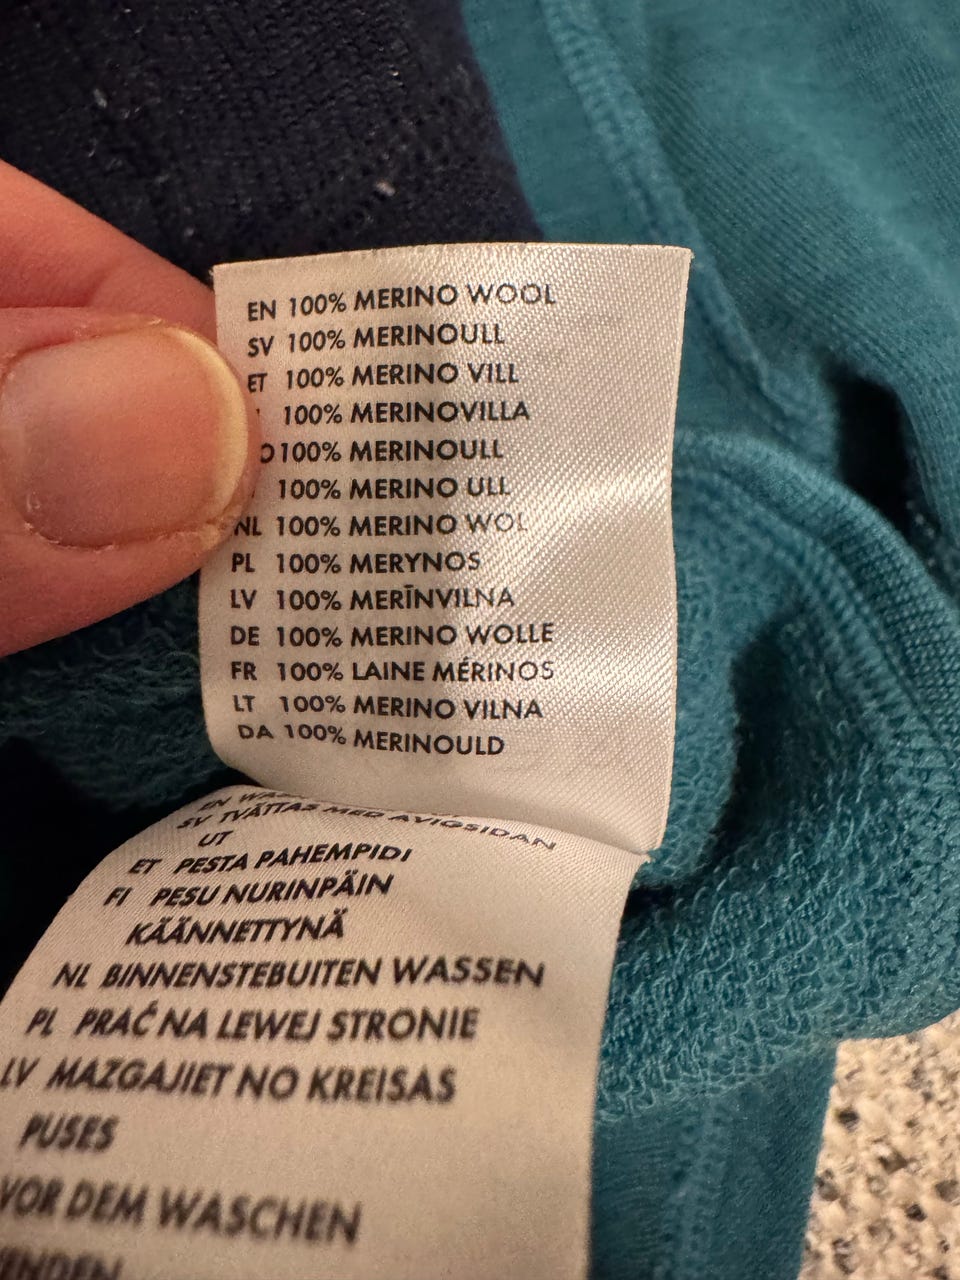 EN 100% MERINO WOOL
SV 100% MERINOULL
ET 100% MERINO VILL
100% MERINOVILLA
100% MERINOULL
100% MERINO ULL
NL 100% MERINO WOL
PL 100% MERYNOS
LV 100% MERĪNVILNA
DE 100% MERINO WOLLE
FR 100% LAINE MÉRINOS
LT 100% MERINO VILNA
DA 100% MERINOULD
EN
SV TVÄTTAS MED AVIGSIDAN
UT
ET PESTA PAHEMPIDI
FI PESU NURINPÄIN
KÄÄNNETTYNÄ
NL BINNENSTEBUITEN WASSEN
PL PRAĆ NA LEWEJ STRONIE
LV MAZGAJIET NO KREISAS
PUSES
VOR DEM WASCHEN